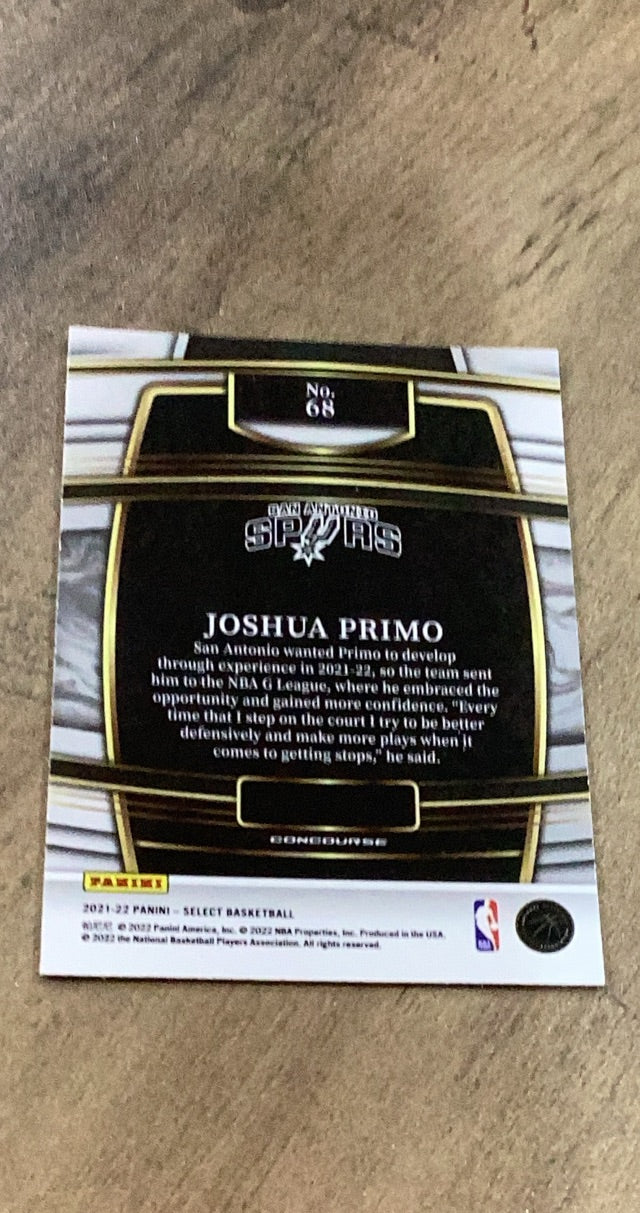 No.
68
SAN ANTONIO
SPURS
JOSHUA PRIMO
San Antonio wanted Primo to develop
through experience in 2021-22, so the team sent
him to the NBA G League, where he embraced the
opportunity and gained more confidence. "Every
time that I step on the court I try to be better
defensively and make more plays when it
comes to getting stops," he said.
CONCOURSE
PANINI
2021-22 PANINI – SELECT BASKETBALL
© 2022 Panini America, Inc. © 2022 NBA Properties, Inc. Produced in the USA.
© 2022 the National Basketball Players Association. All rights reserved.